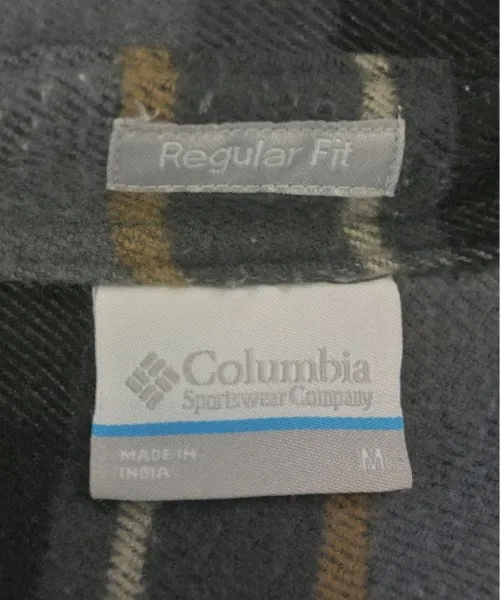 Regular Fit
Columbia
Sportswear Company
MADE IN
INDIA
M